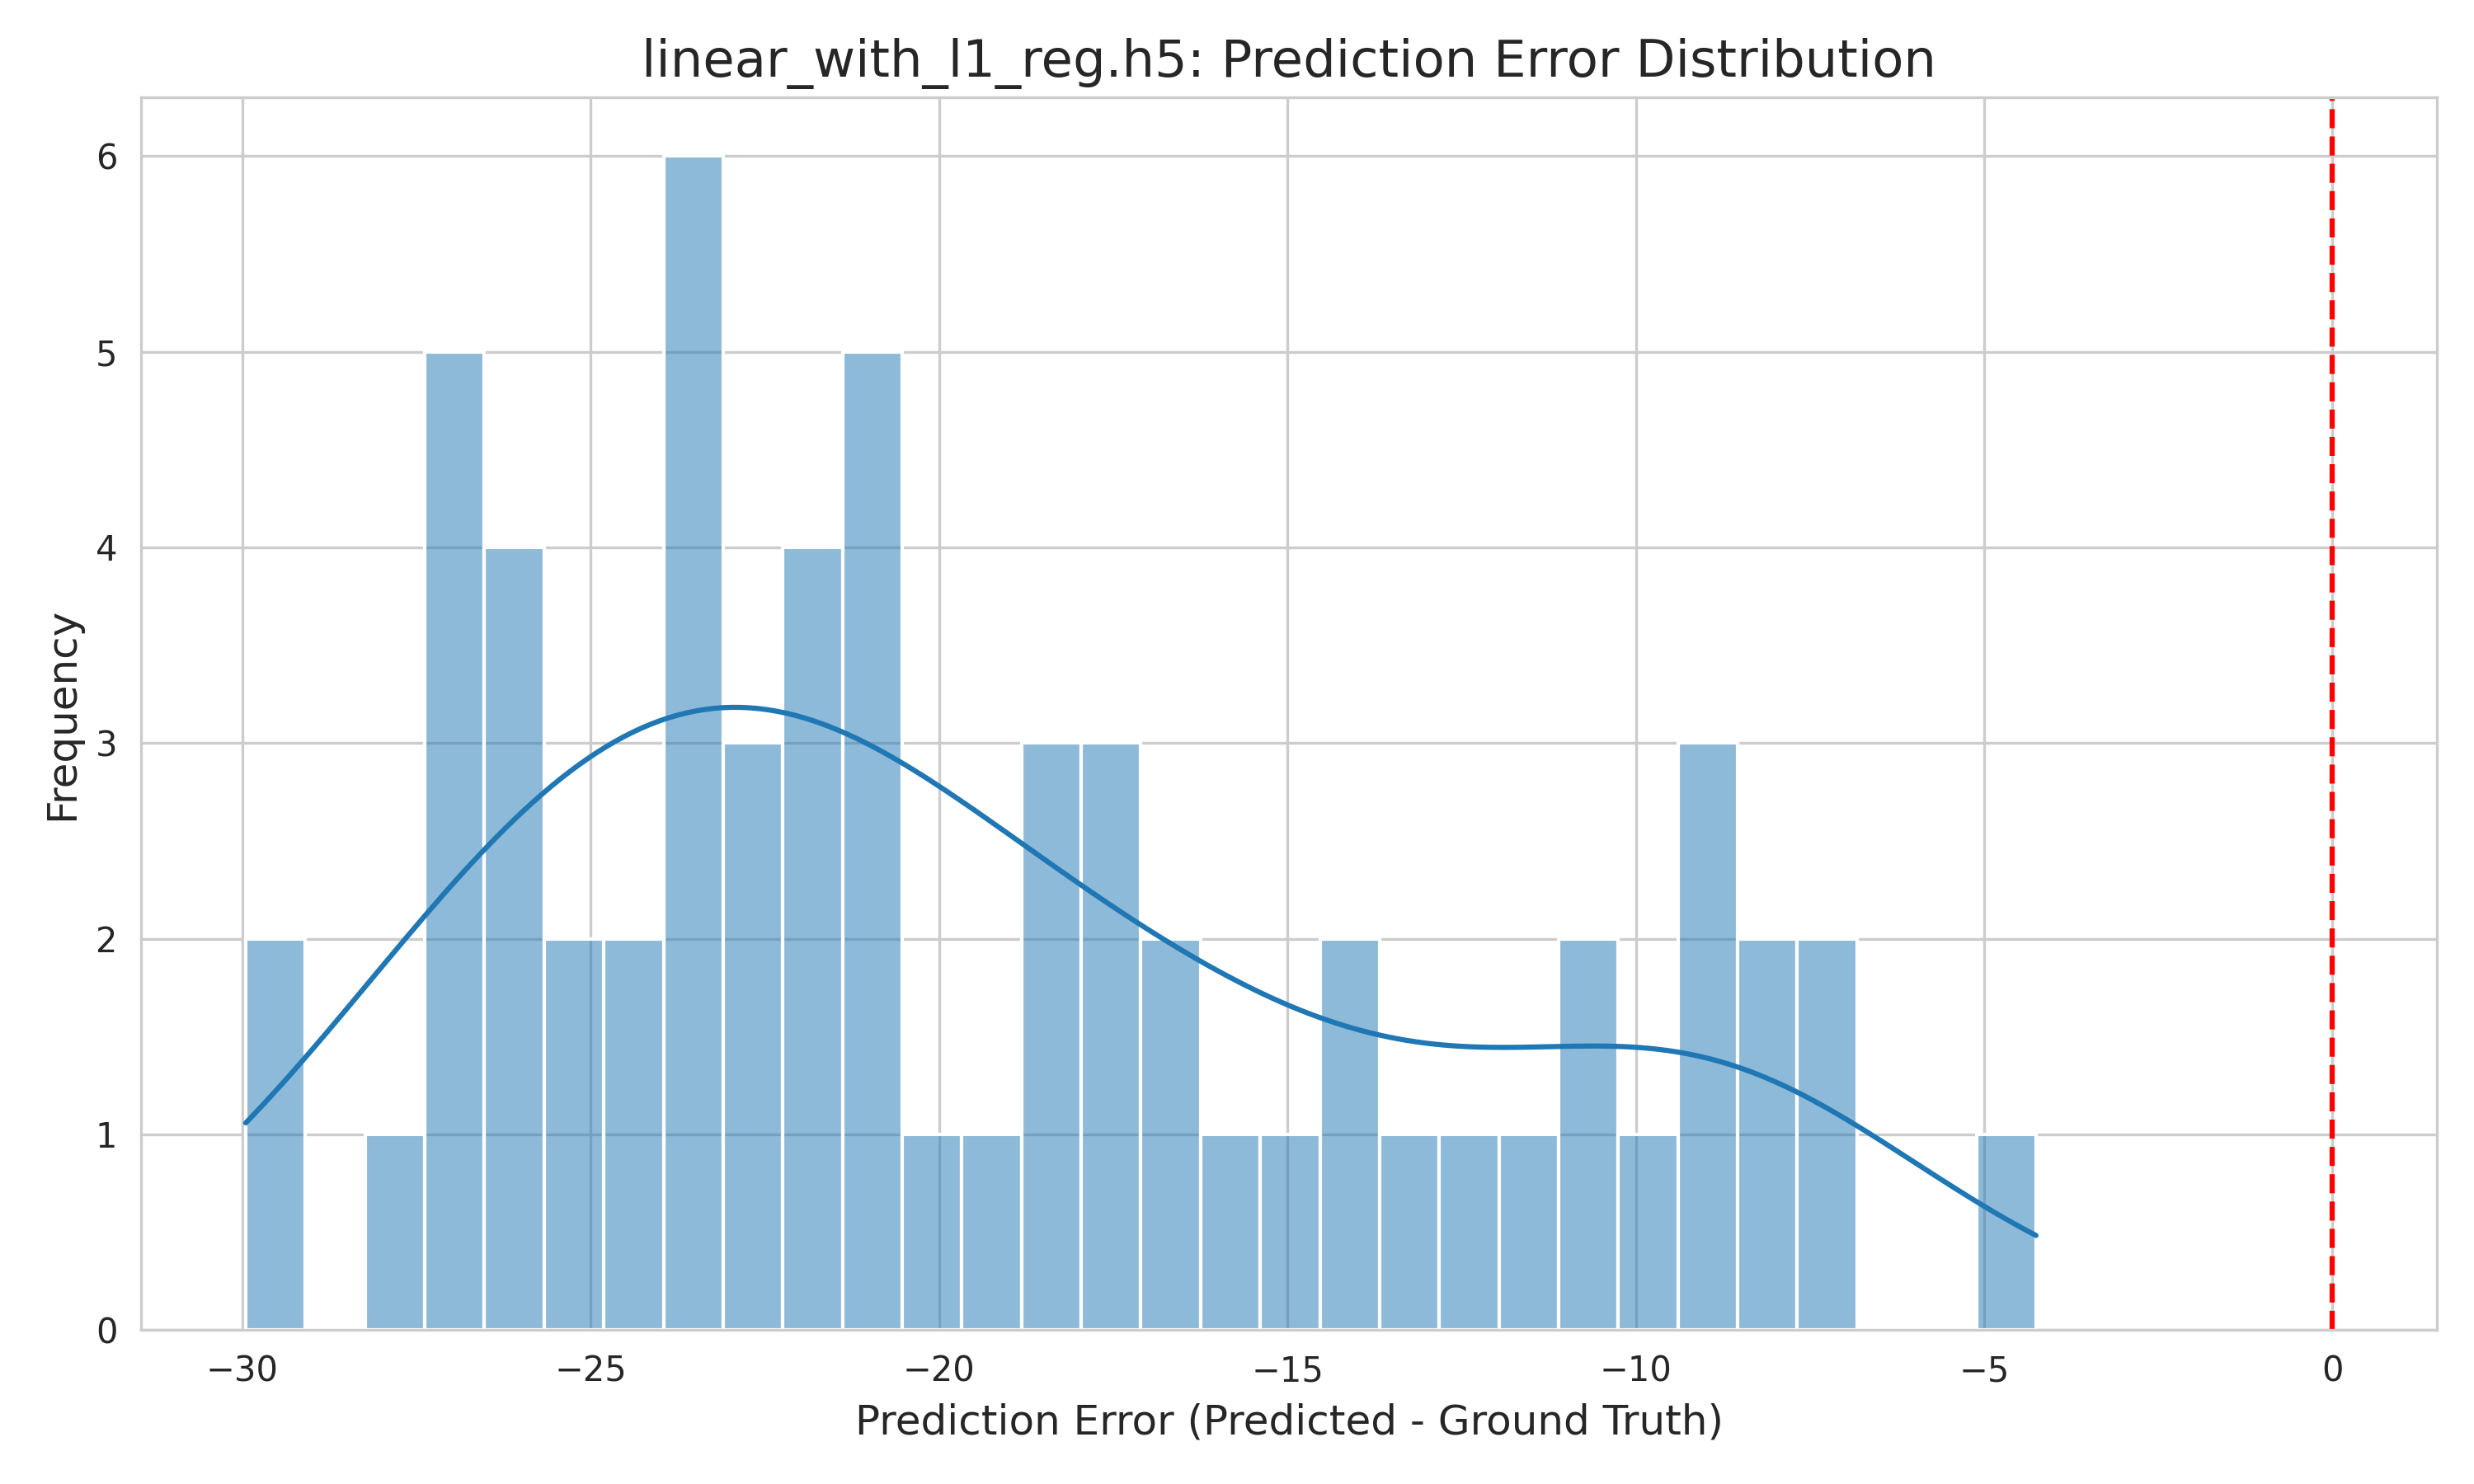 linear_with_l1_reg.h5: Prediction Error Distribution
6
5
4
3
2
1
0
Frequency
−30 −25 −20 −15 −10 −5 0
Prediction Error (Predicted - Ground Truth)